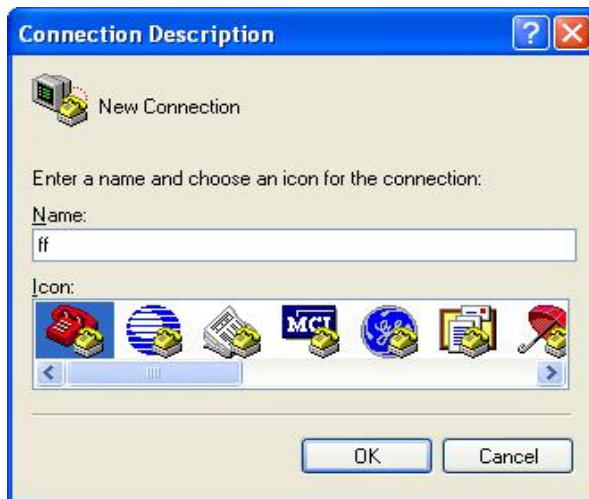 Connection Description
New Connection
Enter a name and choose an icon for the connection:
Name:
ff
Icon:
MCI
OK Cancel